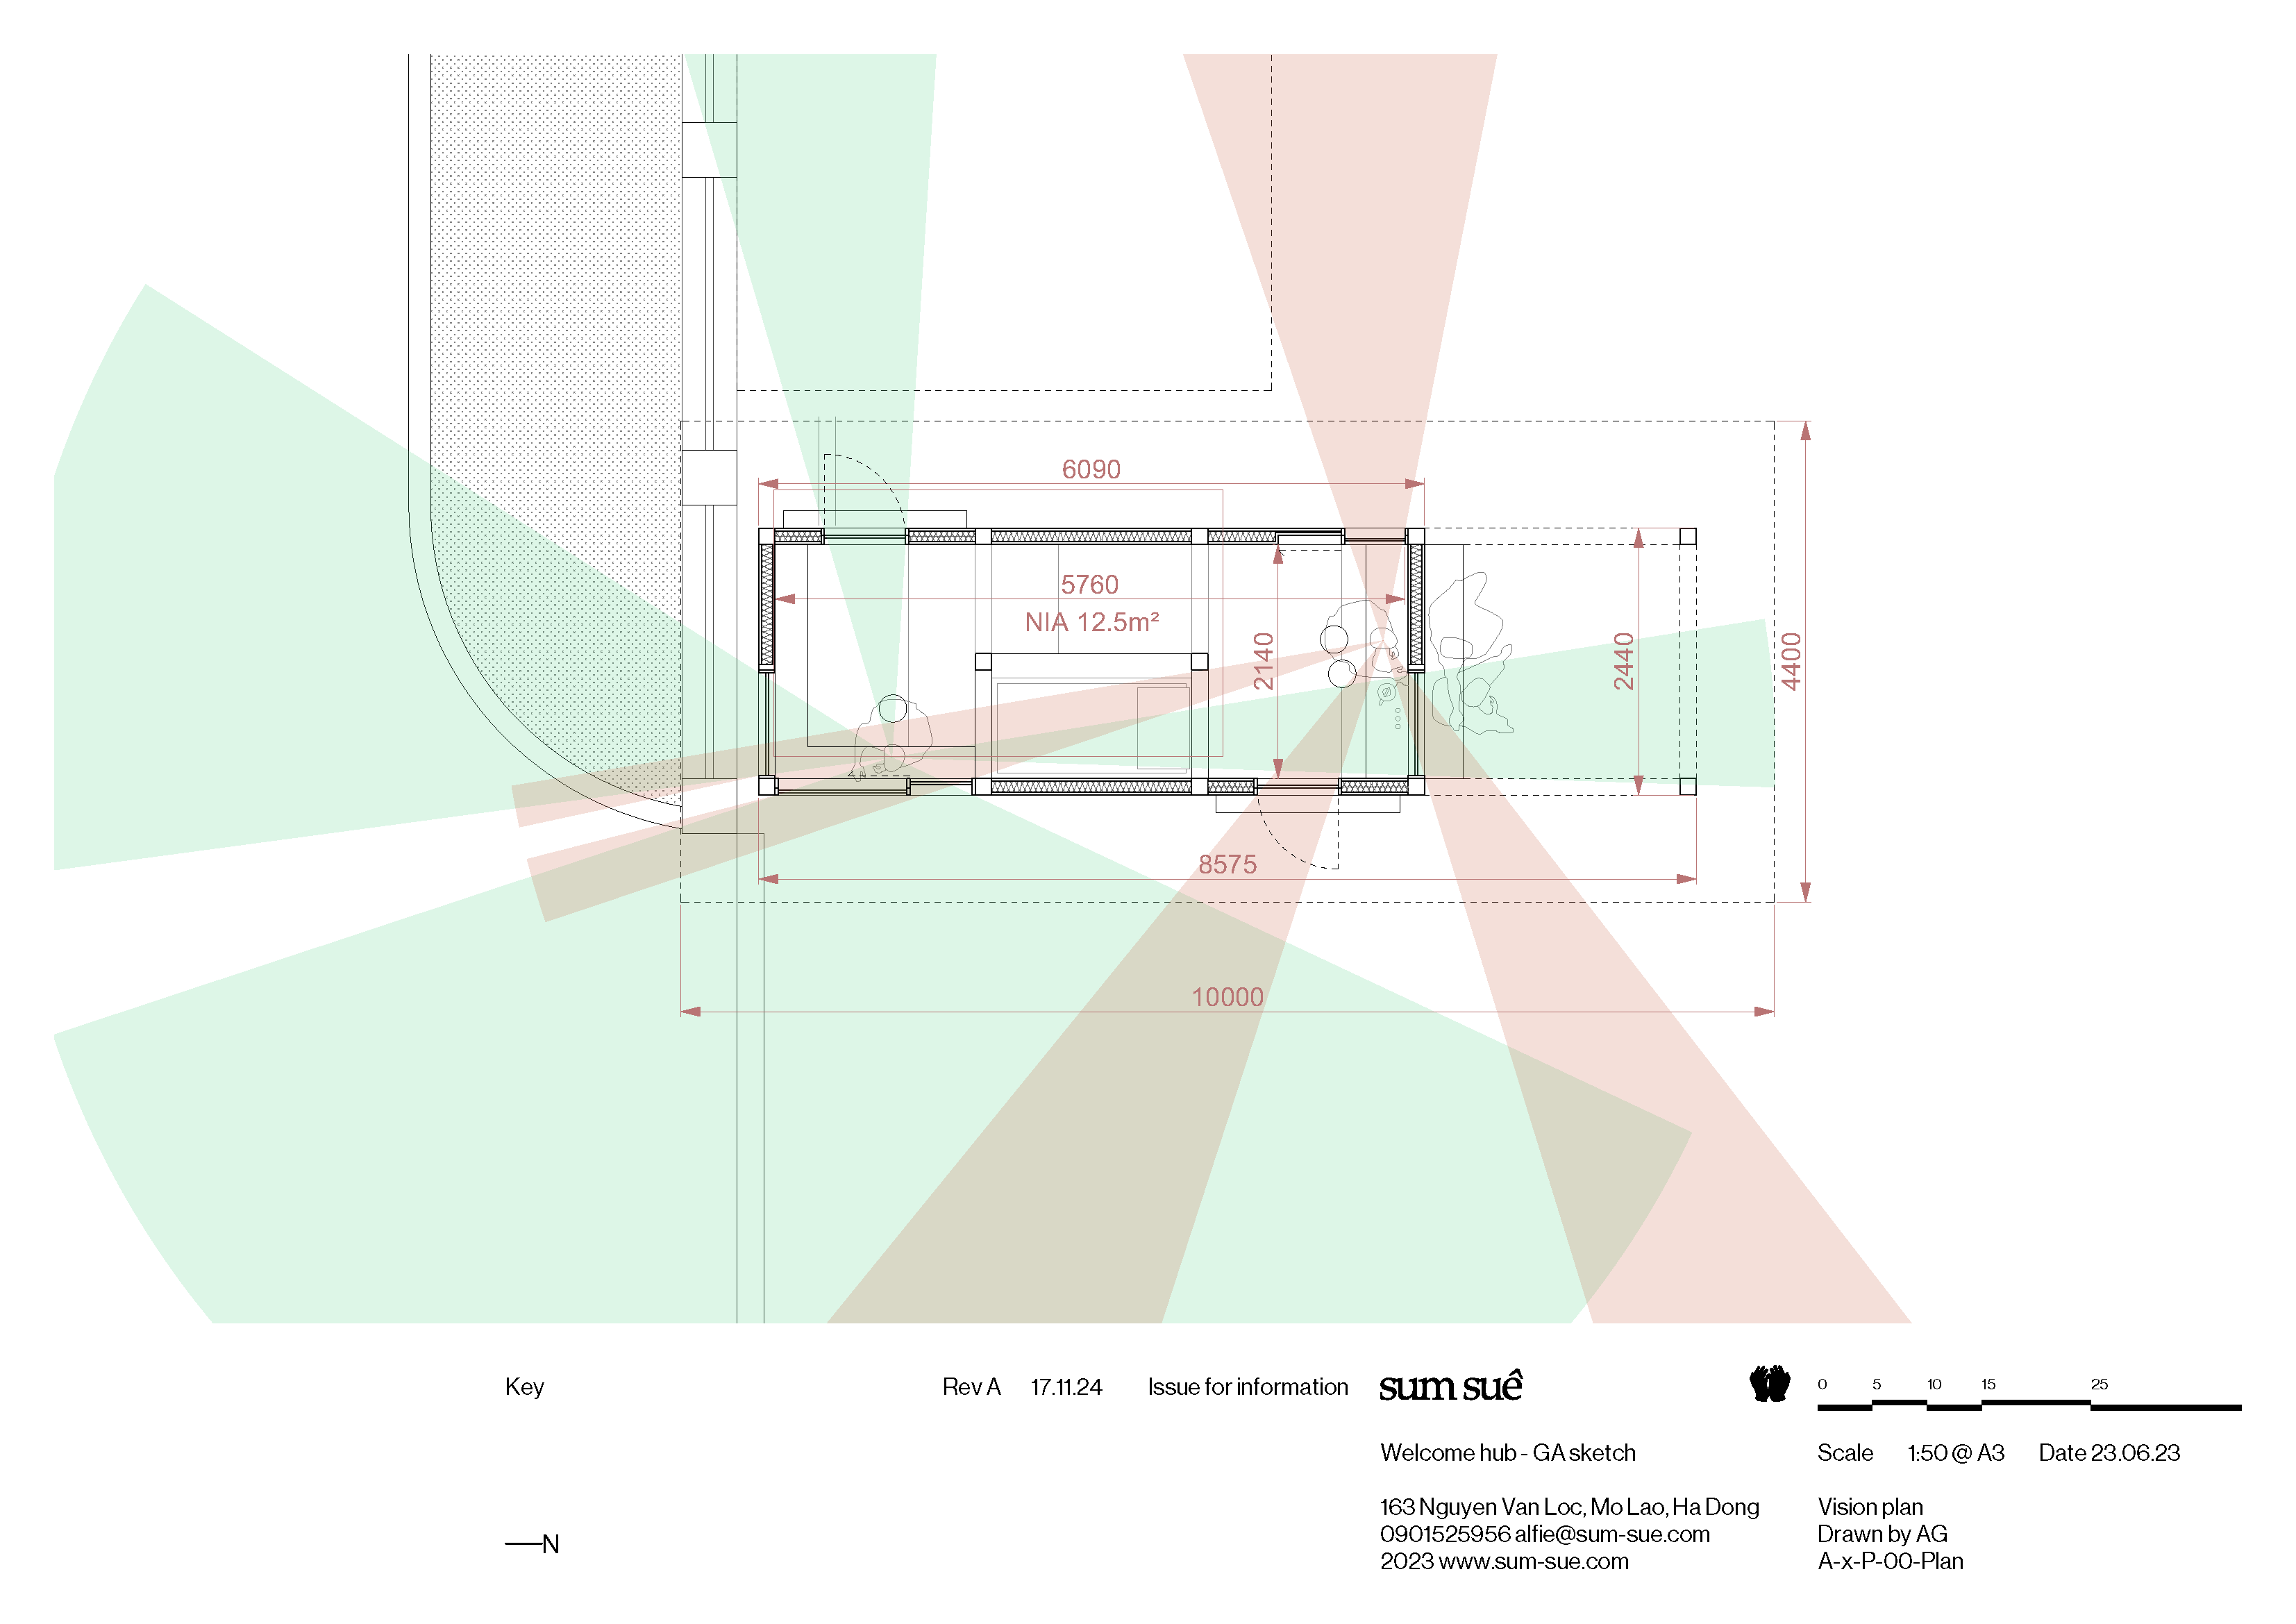 6090
5760
NIA 12.5m²
2140
2440
4400
8575
10000
Key
Rev A 17.11.24 Issue for information
sum suê
0 5 10 15 25
Welcome hub - GA sketch
Scale 1:50 @ A3 Date 23.06.23
163 Nguyen Van Loc, Mo Lao, Ha Dong
0901525956 alfie@sum-sue.com
2023 www.sum-sue.com
Vision plan
Drawn by AG
A-x-P-00-Plan
N